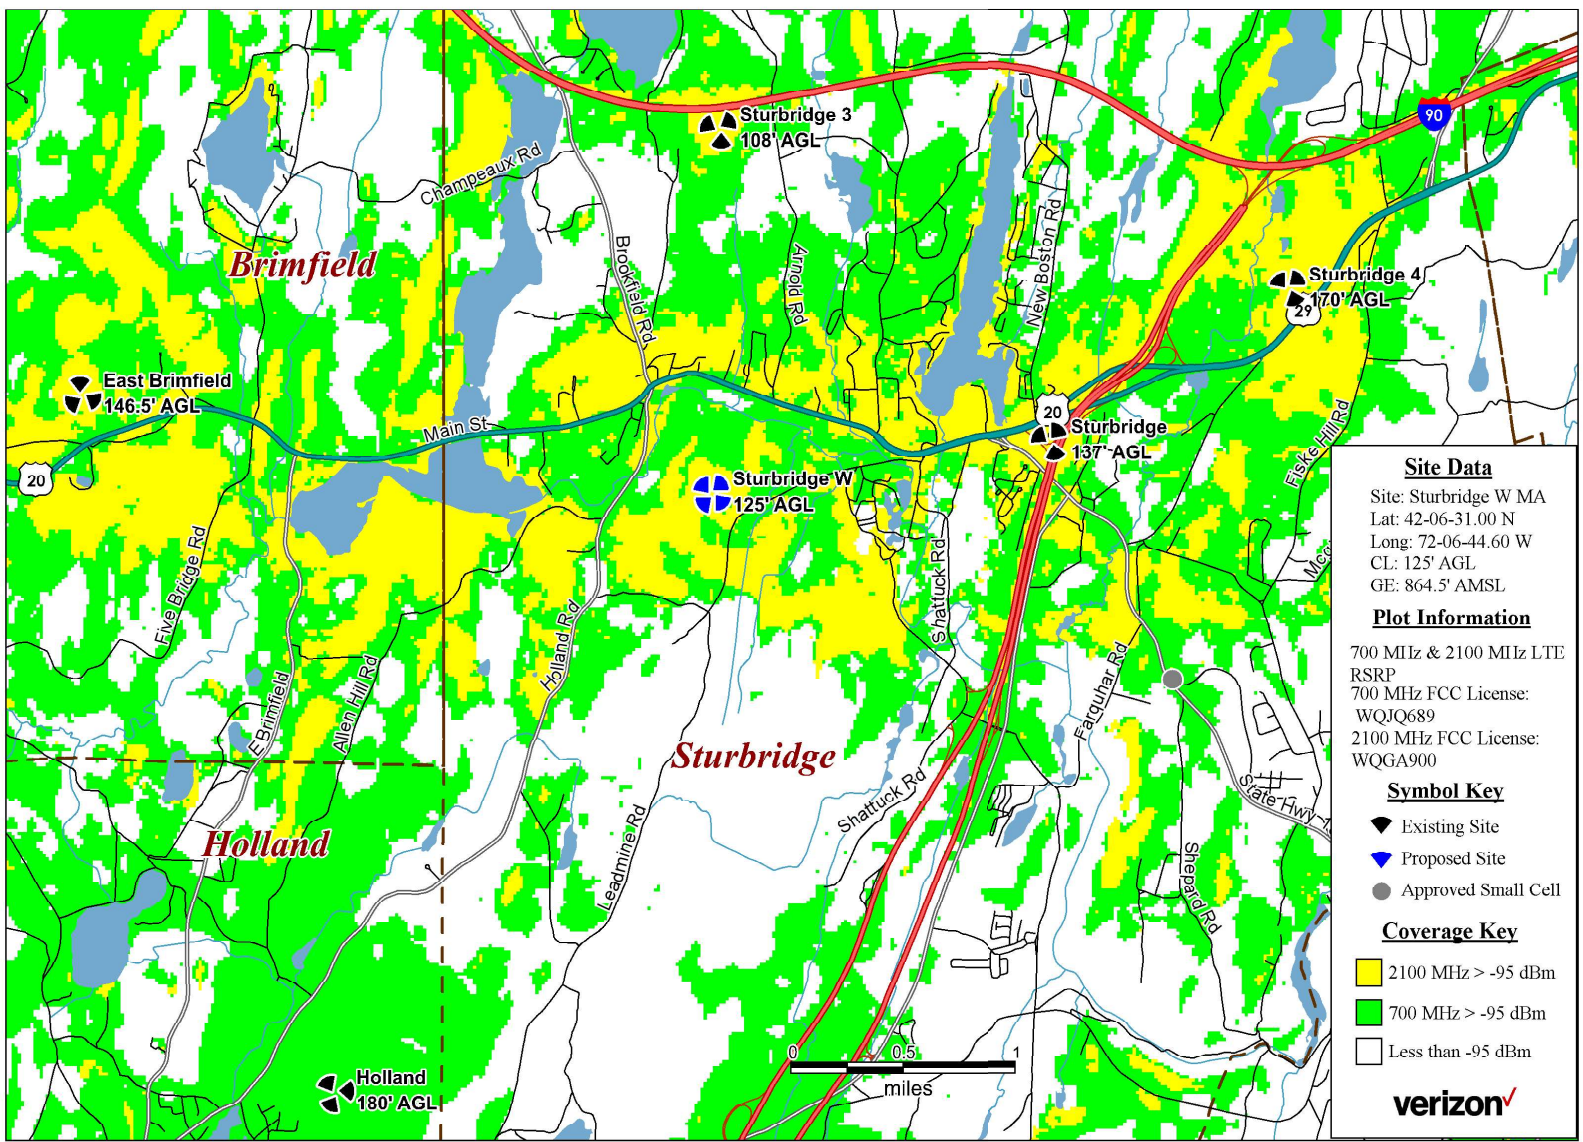 90
Sturbridge 3
108' AGL
Champeaux Rd
Brimfield
Brookfield Rd
Arnold Rd
New Boston Rd
Sturbridge 4
170' AGL
29
East Brimfield
146.5' AGL
Main St
20
Sturbridge
137' AGL
20
Sturbridge W
125' AGL
Fiske Hill Rd
Five Bridge Rd
Holland Rd
S hattuck Rd
E Brimfield
Allen Hill Rd
Farquhar Rd
Sturbridge
Shattuck Rd
State Hwy
Holland
Leadmine Rd
Shepard Rd
Holland
180' AGL
0 0.5 1
miles
Site Data
Site: Sturbridge W MA
Lat: 42-06-31.00 N
Long: 72-06-44.60 W
CL: 125' AGL
GE: 864.5' AMSL
Plot Information
700 MHz & 2100 MHz LTE
RSRP
700 MHz FCC License:
WQJQ689
2100 MHz FCC License:
WQGA900
Symbol Key
Existing Site
Proposed Site
Approved Small Cell
Coverage Key
2100 MHz > -95 dBm
700 MHz > -95 dBm
Less than -95 dBm
verizon